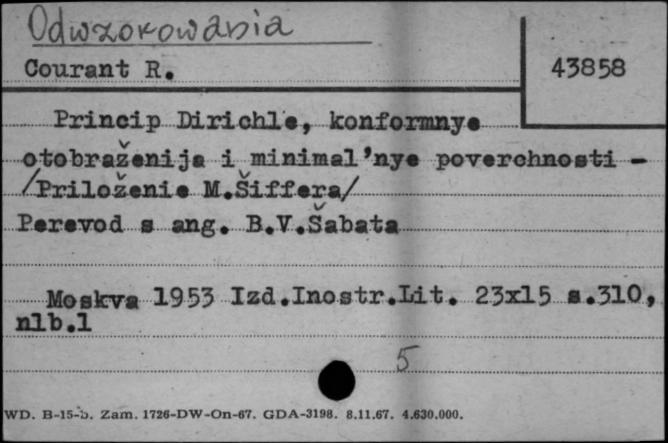 Odwzorowania
Courant R.
43858
Princip Dirichle, konformnye
otobraženija i minimal'nye poverchnosti -
/Priloženie M.Šiffera/
Perevod s ang. B.V.Šabata
Moskva 1953 Izd.Inostr.Lit. 23x15 s.310,
nlb.1
5
WD. B-15-b. Zam. 1726-DW-On-67. GDA-3198. 8.11.67. 4.630.000.